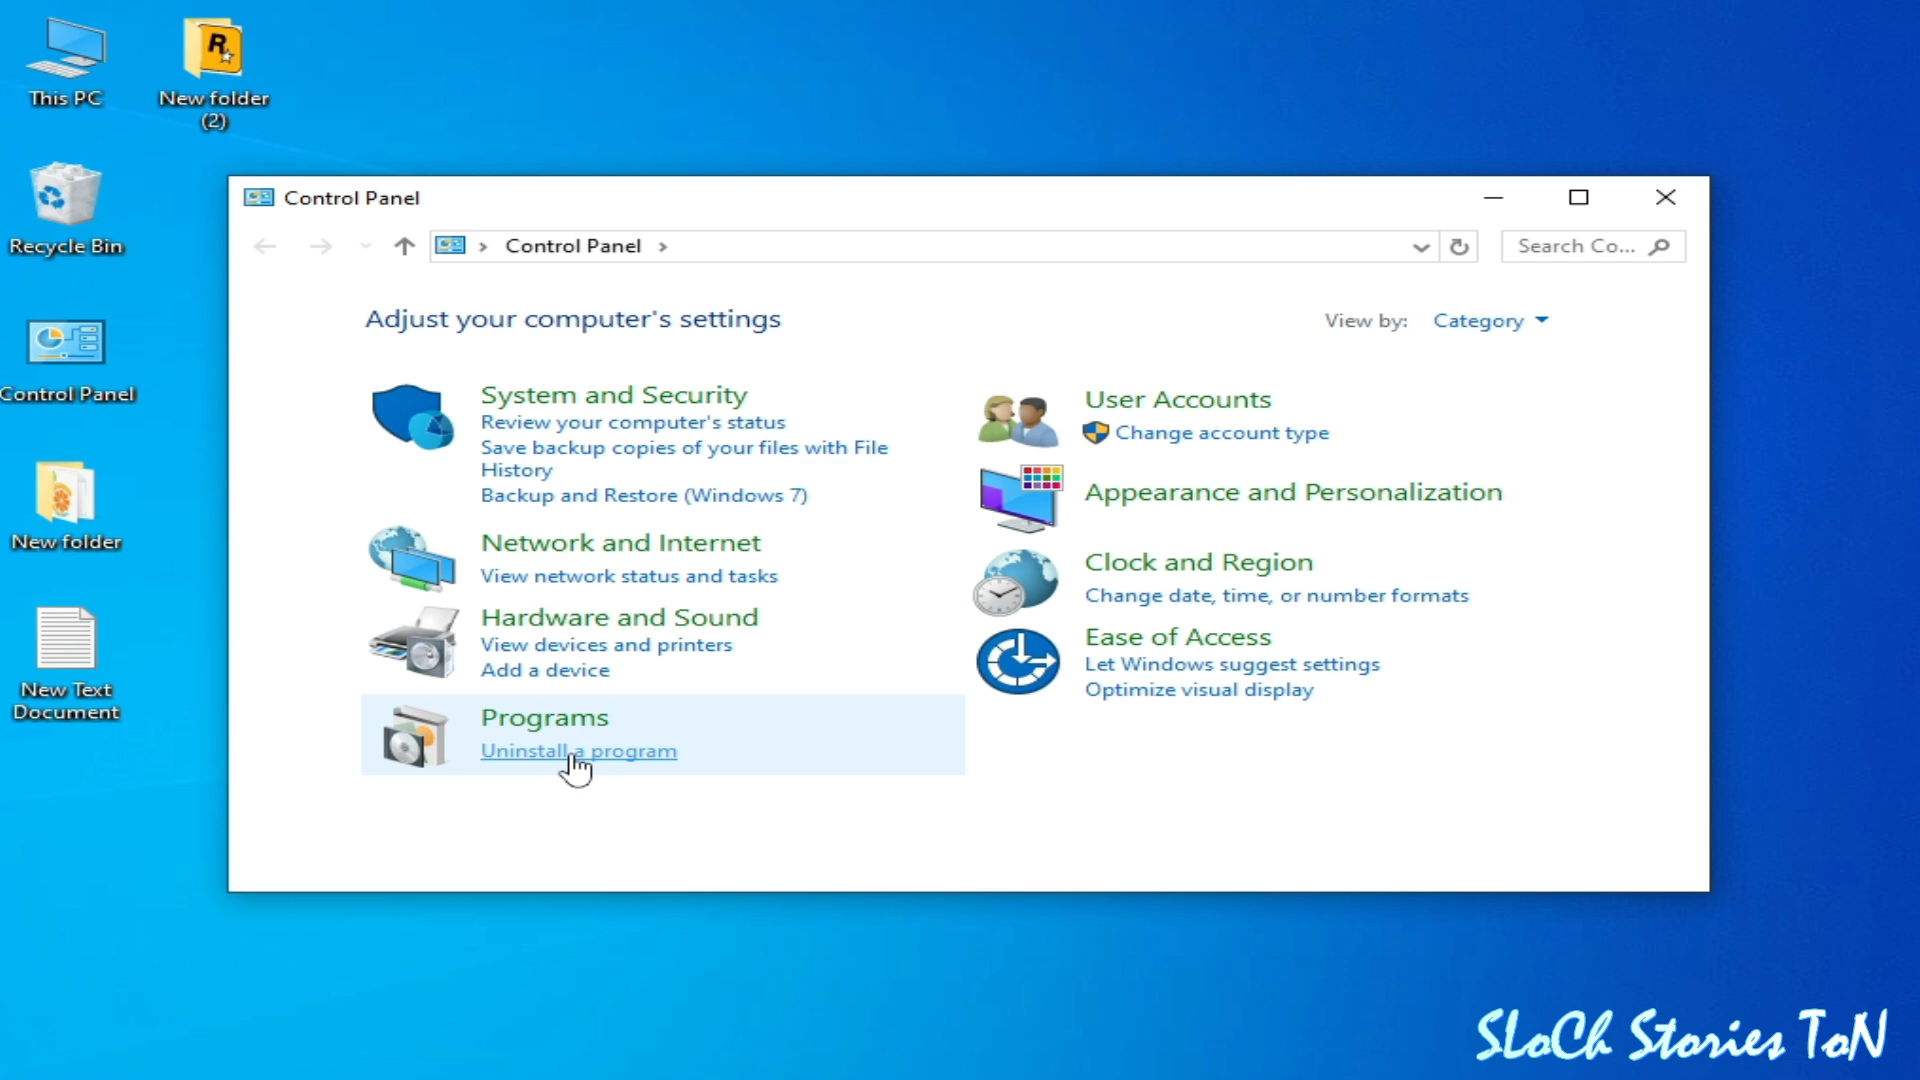 This PC
New folder
(2)
Recycle Bin
Control Panel
New folder
New Text
Document
Control Panel
Control Panel
Search Co...
Adjust your computer's settings
View by: Category
System and Security
Review your computer's status
Save backup copies of your files with File
History
Backup and Restore (Windows 7)
Network and Internet
View network status and tasks
Hardware and Sound
View devices and printers
Add a device
Programs
Uninstall a program
User Accounts
Change account type
Appearance and Personalization
Clock and Region
Change date, time, or number formats
Ease of Access
Let Windows suggest settings
Optimize visual display
SLoCh Stories ToN